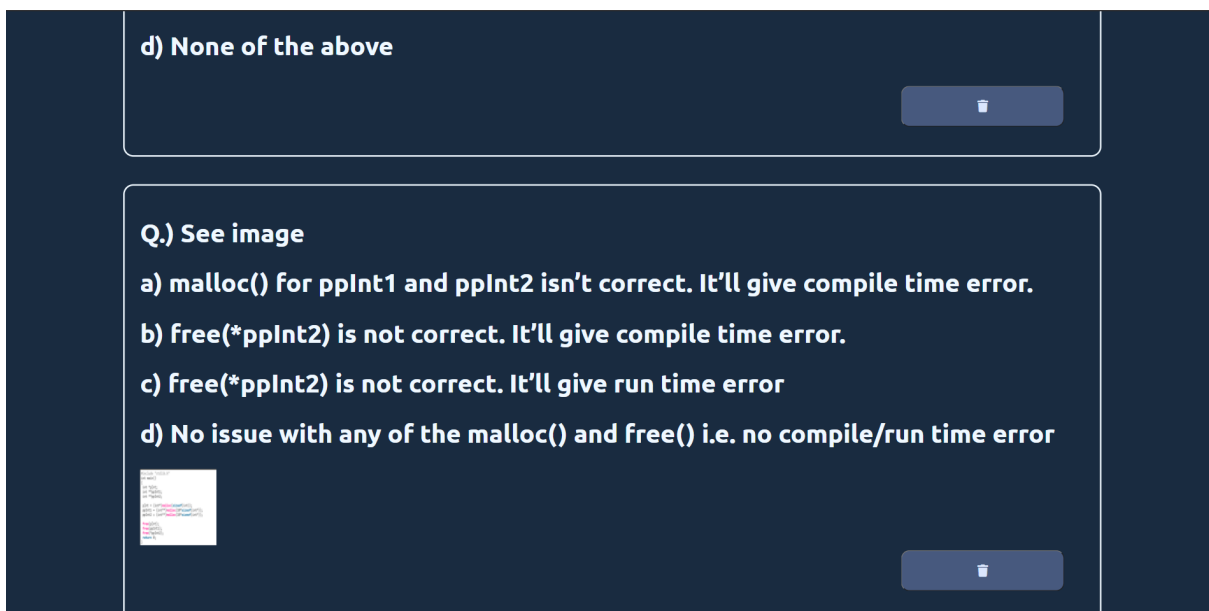 d) None of the above
Q.) See image
a) malloc() for ppInt1 and ppInt2 isn’t correct. It’ll give compile time error.
b) free(*ppInt2) is not correct. It’ll give compile time error.
c) free(*ppInt2) is not correct. It’ll give run time error
d) No issue with any of the malloc() and free() i.e. no compile/run time error